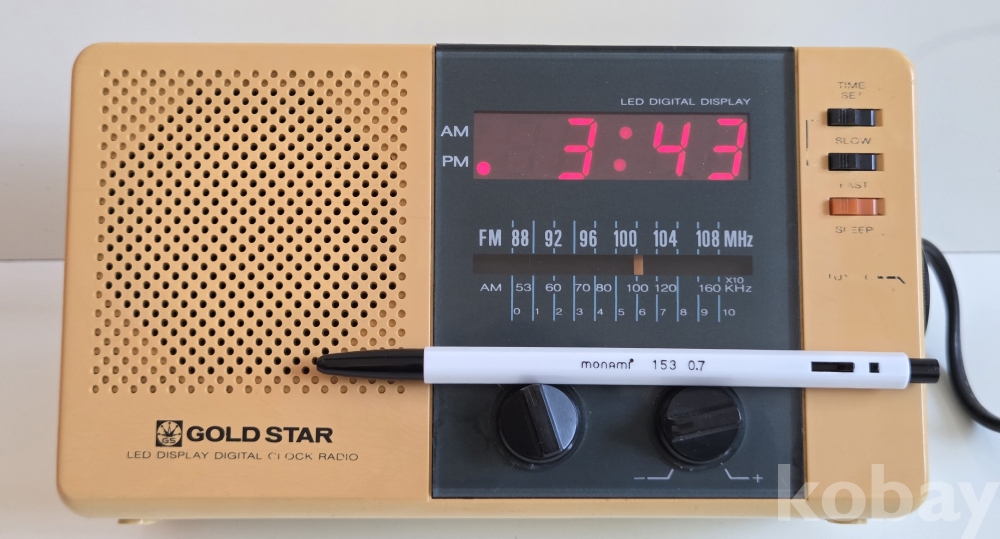 LED DIGITAL DISPLAY
AM
PM
3:43
FM 88 92 96 100 104 108 MHz
AM 53 60 70 80 100 120 160 X10 KHz
0 1 2 3 4 5 6 7 8 9 10
TIME
SET
SLOW
FAST
SLEEP
monami 153 0.7
GS
GOLD STAR
LED DISPLAY DIGITAL CLOCK RADIO
− +
kobay